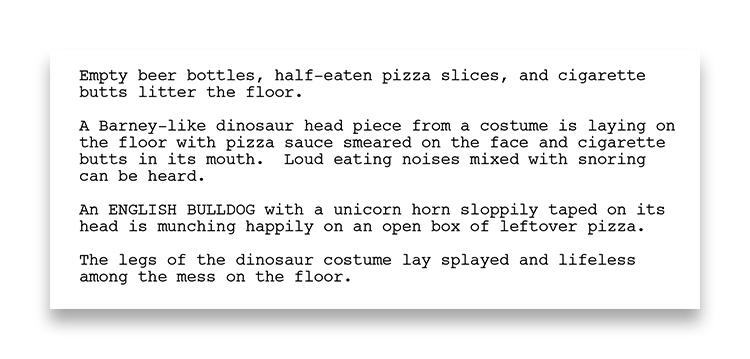 Empty beer bottles, half-eaten pizza slices, and cigarette
butts litter the floor.
A Barney-like dinosaur head piece from a costume is laying on
the floor with pizza sauce smeared on the face and cigarette
butts in its mouth.  Loud eating noises mixed with snoring
can be heard.
An ENGLISH BULLDOG with a unicorn horn sloppily taped on its
head is munching happily on an open box of leftover pizza.
The legs of the dinosaur costume lay splayed and lifeless
among the mess on the floor.